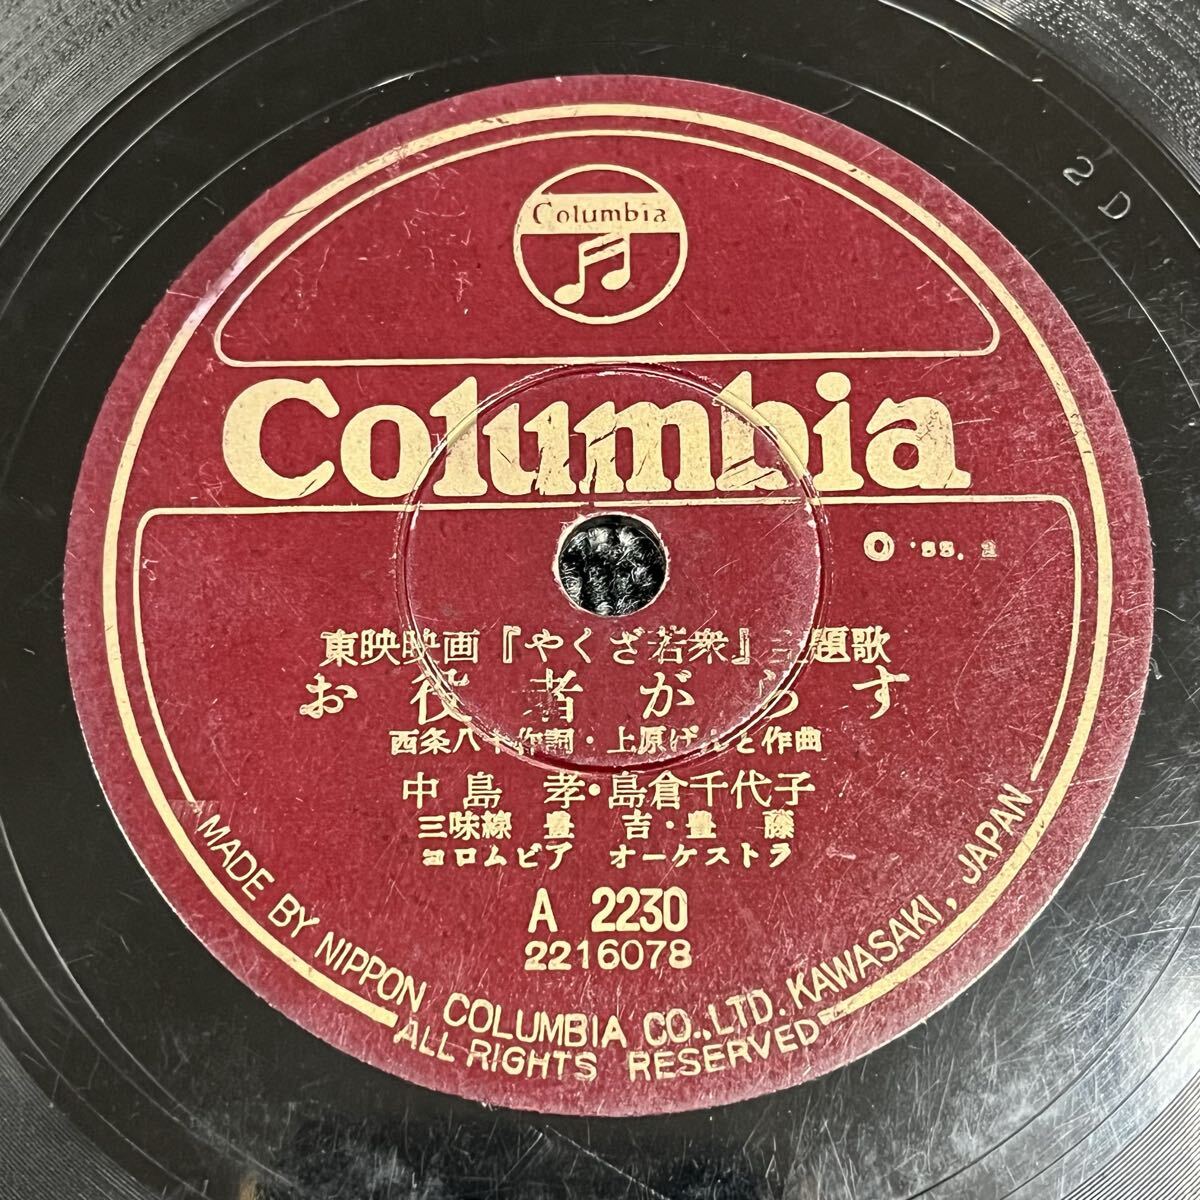 2 D
Columbia
Columbia
東映映画『やくざ若衆』主題歌
お役者がらす
西条八十作詞・上原げんと作曲
中島 孝・島倉千代子
三味線 豊 吉・豊 藤
コロムビア オーケストラ
A 2230
2216078
MADE BY NIPPON COLUMBIA CO., LTD. KAWASAKI, JAPAN
ALL RIGHTS RESERVED